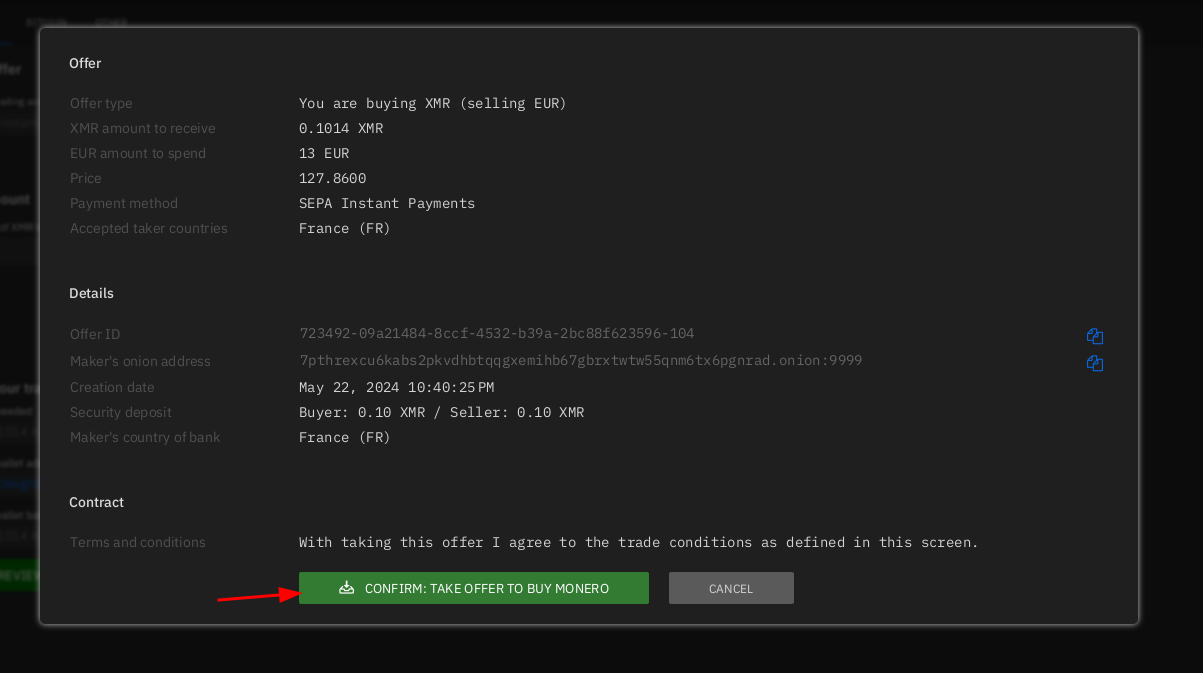 Offer
Offer type You are buying XMR (selling EUR)
XMR amount to receive 0.1014 XMR
EUR amount to spend 13 EUR
Price 127.8600
Payment method SEPA Instant Payments
Accepted taker countries France (FR)
Details
Offer ID 723492-09a21484-8ccf-4532-b39a-2bc88f623596-104
Maker's onion address 7pthrexcu6kabs2pkvdhbtqqgxemihb67gbrxtwtw55qnm6tx6pgnrad.onion:9999
Creation date May 22, 2024 10:40:25 PM
Security deposit Buyer: 0.10 XMR / Seller: 0.10 XMR
Maker's country of bank France (FR)
Contract
Terms and conditions With taking this offer I agree to the trade conditions as defined in this screen.
CONFIRM: TAKE OFFER TO BUY MONERO CANCEL